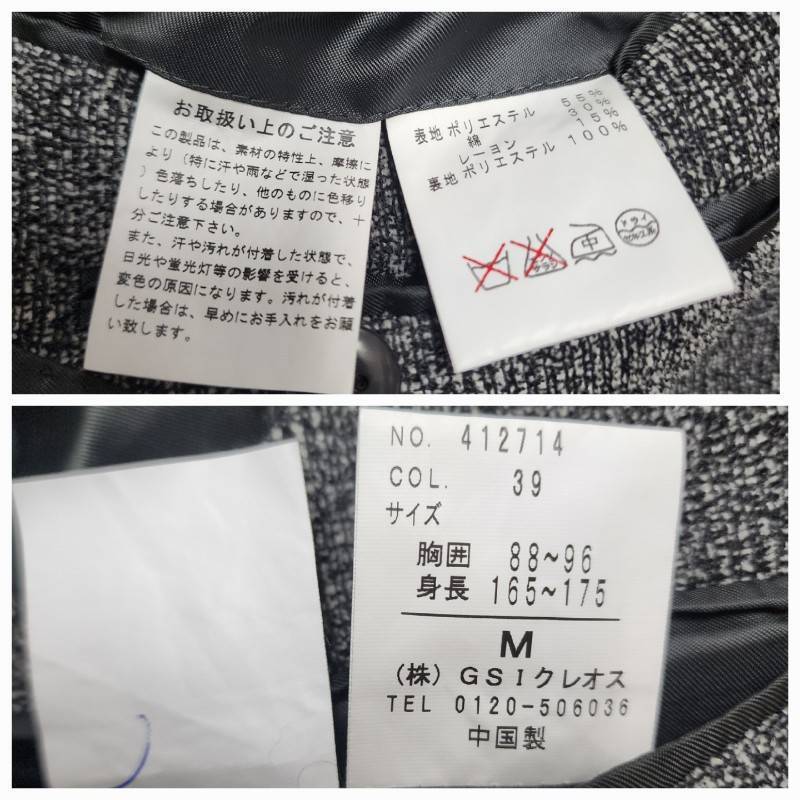 お取扱い上のご注意
この製品は、素材の特性上、摩擦に
より（特に汗や雨などで湿った状態
）色落ちしたり、他のものに色移り
したりする場合がありますので、十
分ご注意下さい。
また、汗や汚れが付着した状態で、
日光や蛍光灯等の影響を受けると、
変色の原因になります。汚れが付着
した場合は、早めにお手入れをお願
い致します。
表地 ポリエステル 55%
綿 30%
レーヨン 15%
裏地 ポリエステル 100%
エンソ
サラシ
中
ドライ
セキユ系
NO. 412714
COL. 39
サイズ
胸囲 88~96
身長 165~175
M
（株）GSIクレオス
TEL 0120-506036
中国製